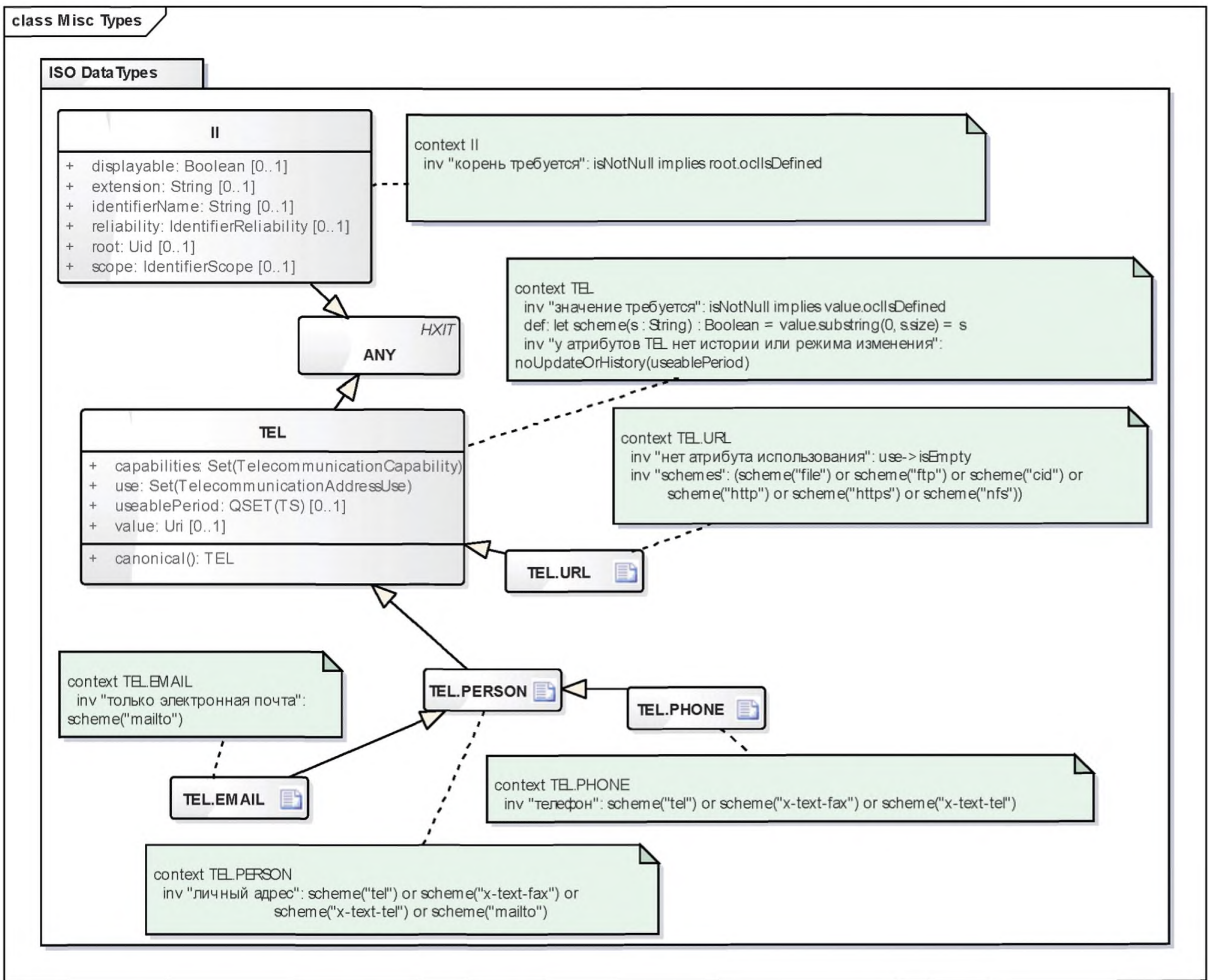 class Misc Types
ISO DataTypes
II
+ displayable: Boolean [0..1]
+ extension: String [0..1]
+ identifierName: String [0..1]
+ reliability: IdentifierReliability [0..1]
+ root: Uid [0..1]
+ scope: IdentifierScope [0..1]
context II
inv "корень требуется": isNotNull implies root.oclIsDefined
HXIT
ANY
context TEL
inv "значение требуется": isNotNull implies value.oclIsDefined
def: let scheme(s : String) : Boolean = value.substring(0, s.size) = s
inv "у атрибутов TEL нет истории или режима изменения":
noUpdateOrHistory(useablePeriod)
TEL
+ capabilities: Set(TelecommunicationCapability)
+ use: Set(TelecommunicationAddressUse)
+ useablePeriod: QSET(TS) [0..1]
+ value: Uri [0..1]
+ canonical(): TEL
context TEL.URL
inv "нет атрибута использования": use->isEmpty
inv "schemes": (scheme("file") or scheme("ftp") or scheme("cid") or
scheme("http") or scheme("https") or scheme("nfs"))
TEL.URL
context TEL.EMAIL
inv "только электронная почта":
scheme("mailto")
TEL.PERSON
TEL.PHONE
TEL.EMAIL
context TEL.PHONE
inv "телефон": scheme("tel") or scheme("x-text-fax") or scheme("x-text-tel")
context TEL.PERSON
inv "личный адрес": scheme("tel") or scheme("x-text-fax") or
scheme("x-text-tel") or scheme("mailto")